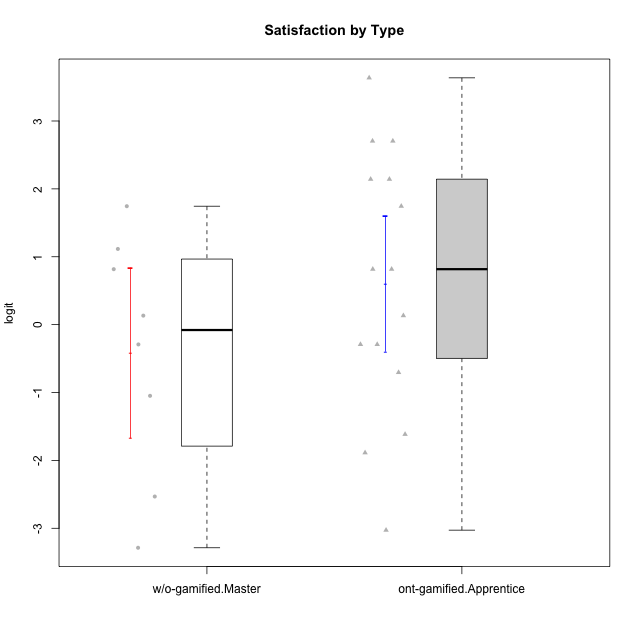 Satisfaction by Type
3
2
1
0
-1
-2
-3
logit
w/o-gamified.Master
ont-gamified.Apprentice